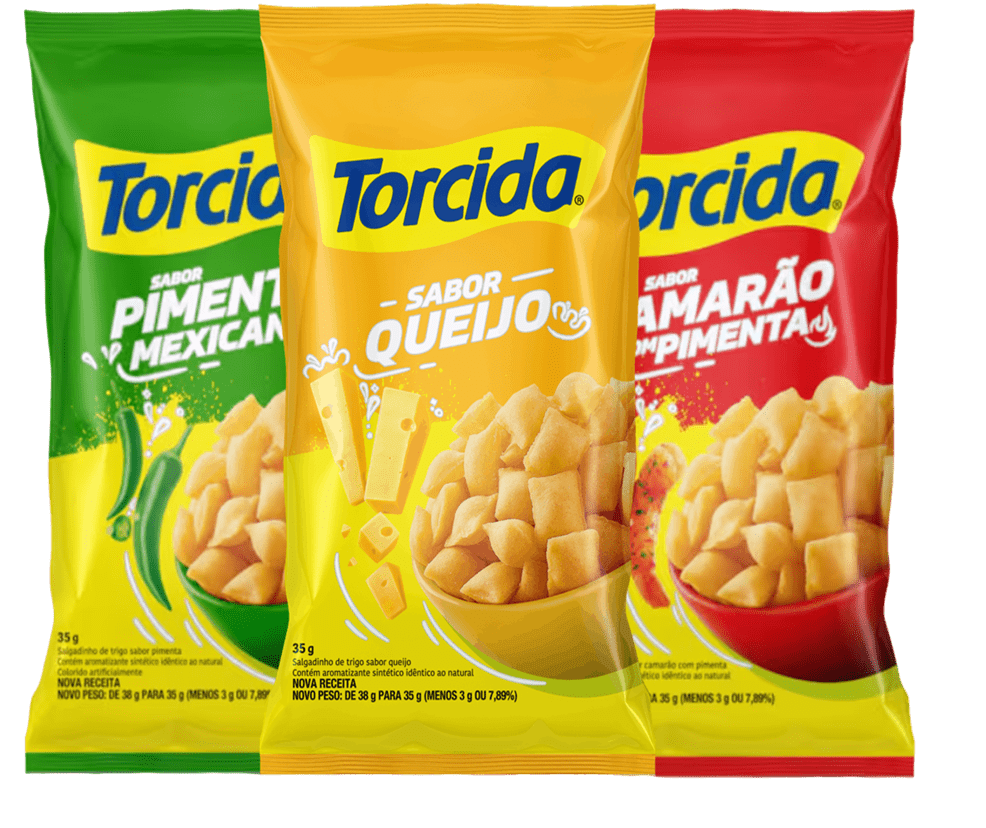 Torcid
SABOR
PIMENT
MEXICAN
35 g
Salgadinho de trigo sabor pimenta
Contém aromatizante sintético idêntico ao natural
Colorido artificialmente
NOVA RECEITA
NOVO PESO: DE 38 g PARA 35 g (MENOS 3 g OU 7,89%
Torcida®
SABOR
QUEIJO
35 g
Salgadinho de trigo sabor queijo
Contém aromatizante sintético idêntico ao natural
NOVA RECEITA
NOVO PESO: DE 38 g PARA 35 g (MENOS 3 g OU 7,89%)
orcida®
SABOR
AMARÃO
OM PIMENTA
r camarão com pimenta
tético idêntico ao natural
A 35 g (MENOS 3 g OU 7,89%)